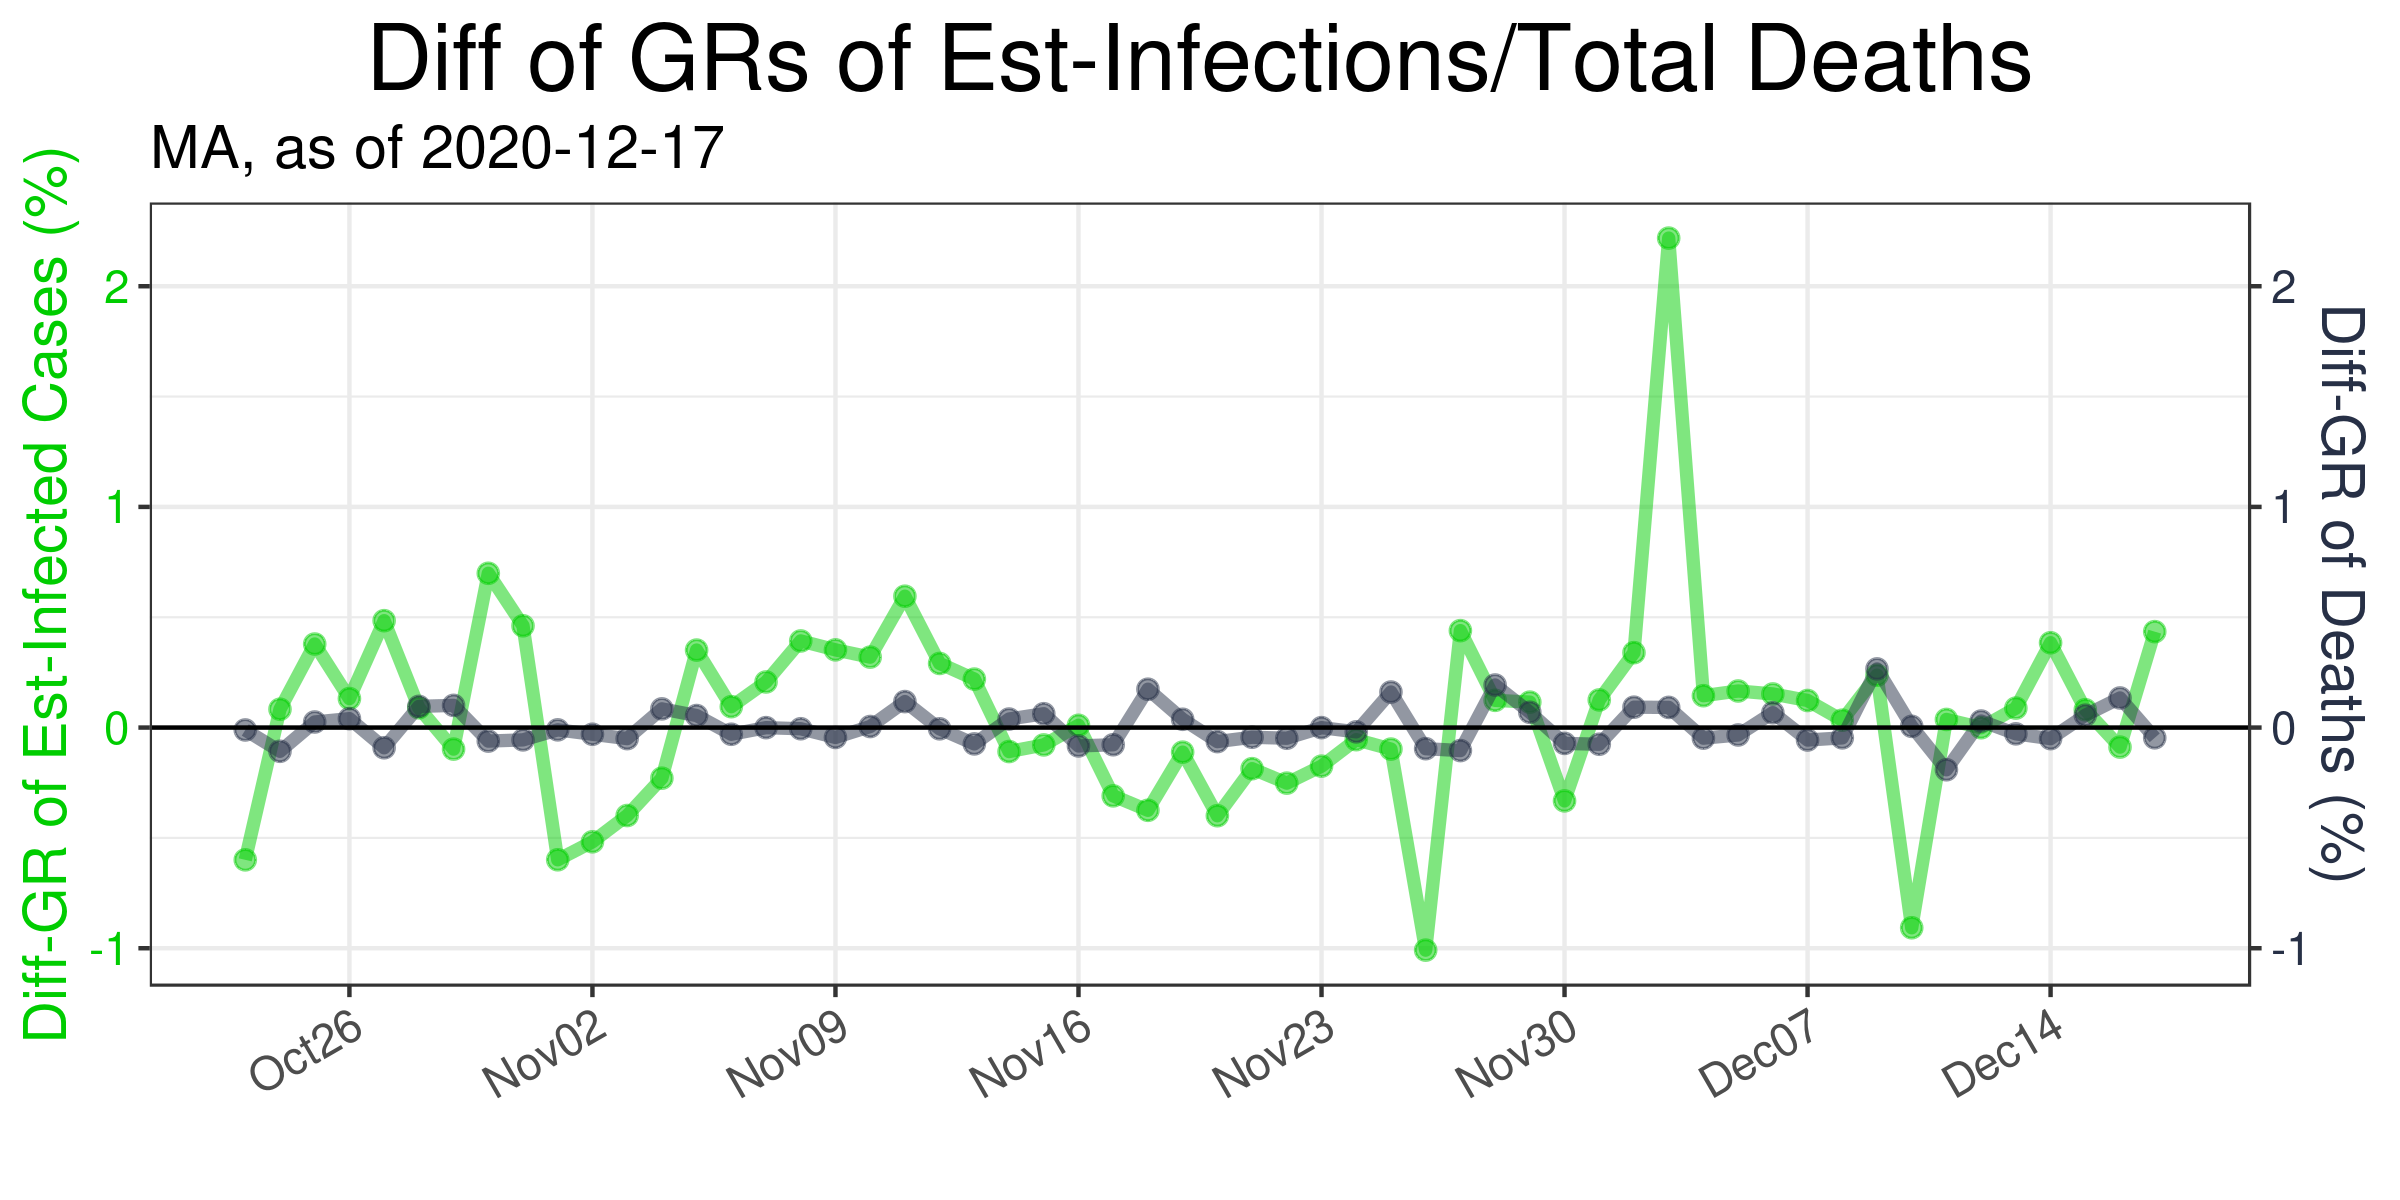 Diff of GRs of Est-Infections/Total Deaths
MA, as of 2020-12-17
Diff-GR of Est-Infected Cases (%)
2
1
0
-1
2
1
0
-1
Diff-GR of Deaths (%)
Oct26
Nov02
Nov09
Nov16
Nov23
Nov30
Dec07
Dec14